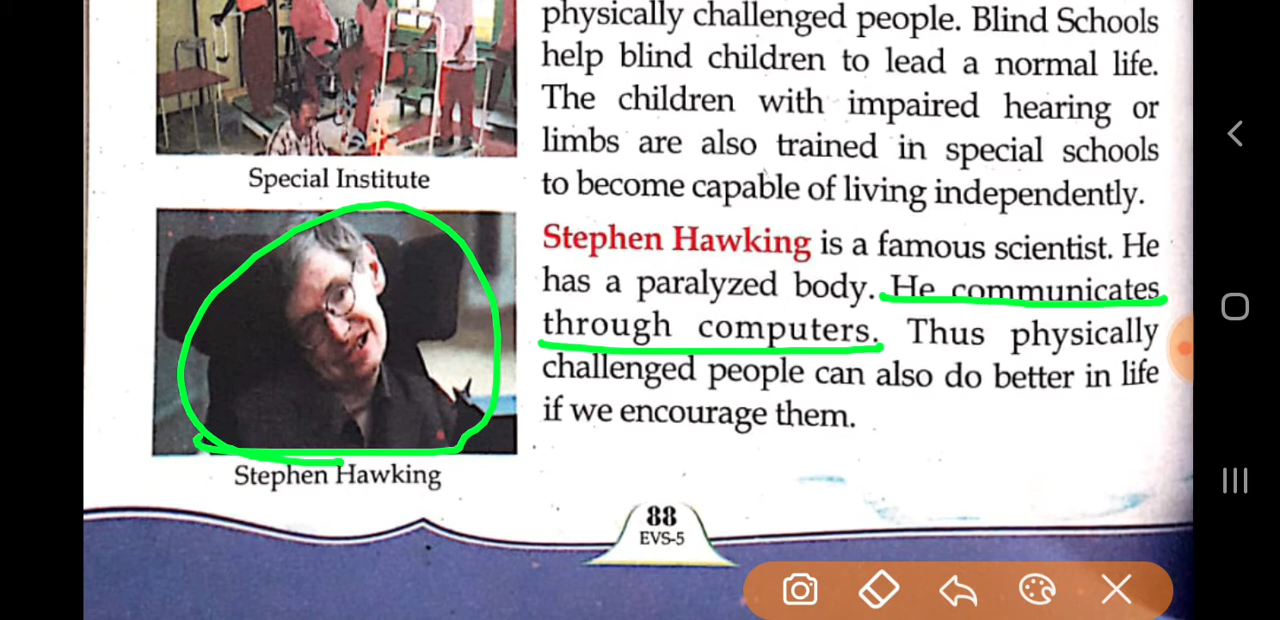 physically challenged people. Blind Schools
help blind children to lead a normal life.
The children with impaired hearing or
limbs are also trained in special schools
to become capable of living independently.
Special Institute
Stephen Hawking is a famous scientist. He
has a paralyzed body. He communicates
through computers. Thus physically
challenged people can also do better in life
if we encourage them.
Stephen Hawking
88
EVS-5